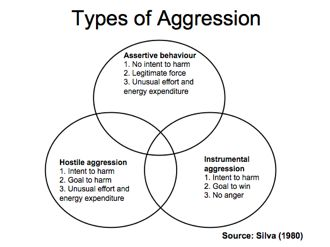 Types of Aggression
Assertive behaviour
1. No intent to harm
2. Legitimate force
3. Unusual effort and
energy expenditure
Hostile aggression
1. Intent to harm
2. Goal to harm
3. Unusual effort and
energy expenditure
Instrumental
aggression
1. Intent to harm
2. Goal to win
3. No anger
Source: Silva (1980)